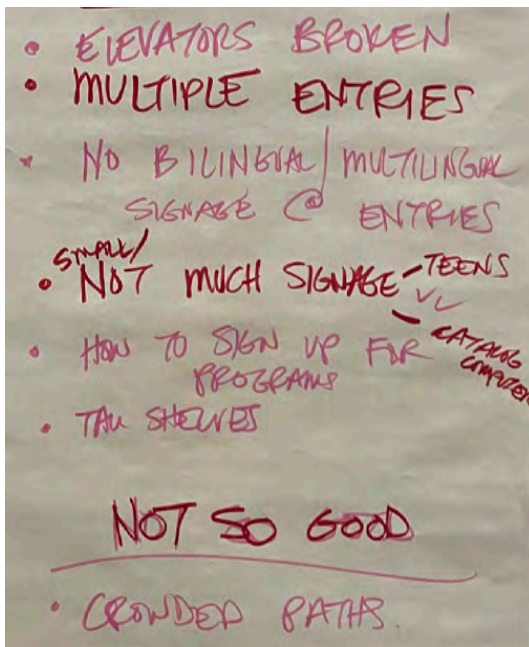 • ELEVATORS BROKEN
• MULTIPLE ENTRIES
• NO BILINGUAL/MULTILINGUAL
SIGNAGE @ ENTRIES
SMALL/
• NOT MUCH SIGNAGE - TEENS
- CATALOG
COMPUTER
• HOW TO SIGN UP FOR
PROGRAMS
• TALL SHELVES
NOT SO GOOD
• CROWDED PATHS.